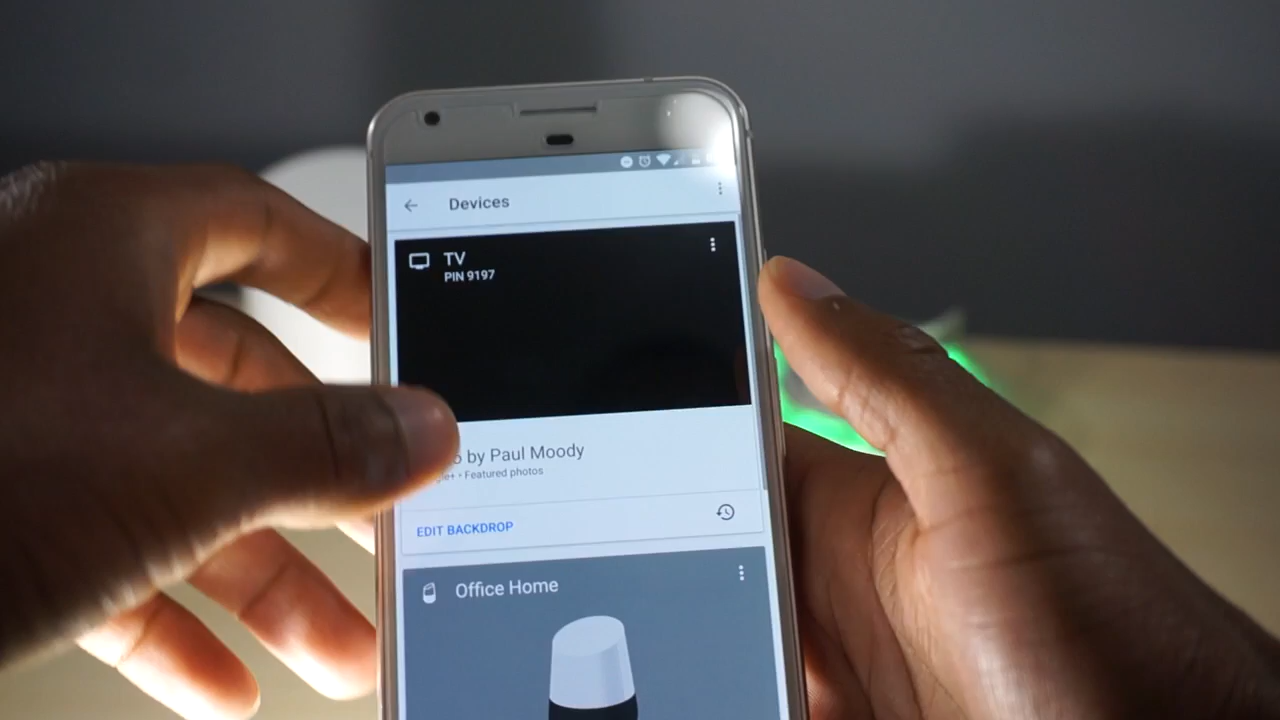 Devices
TV
PIN 9197
by Paul Moody
• Featured photos
EDIT BACKDROP
Office Home